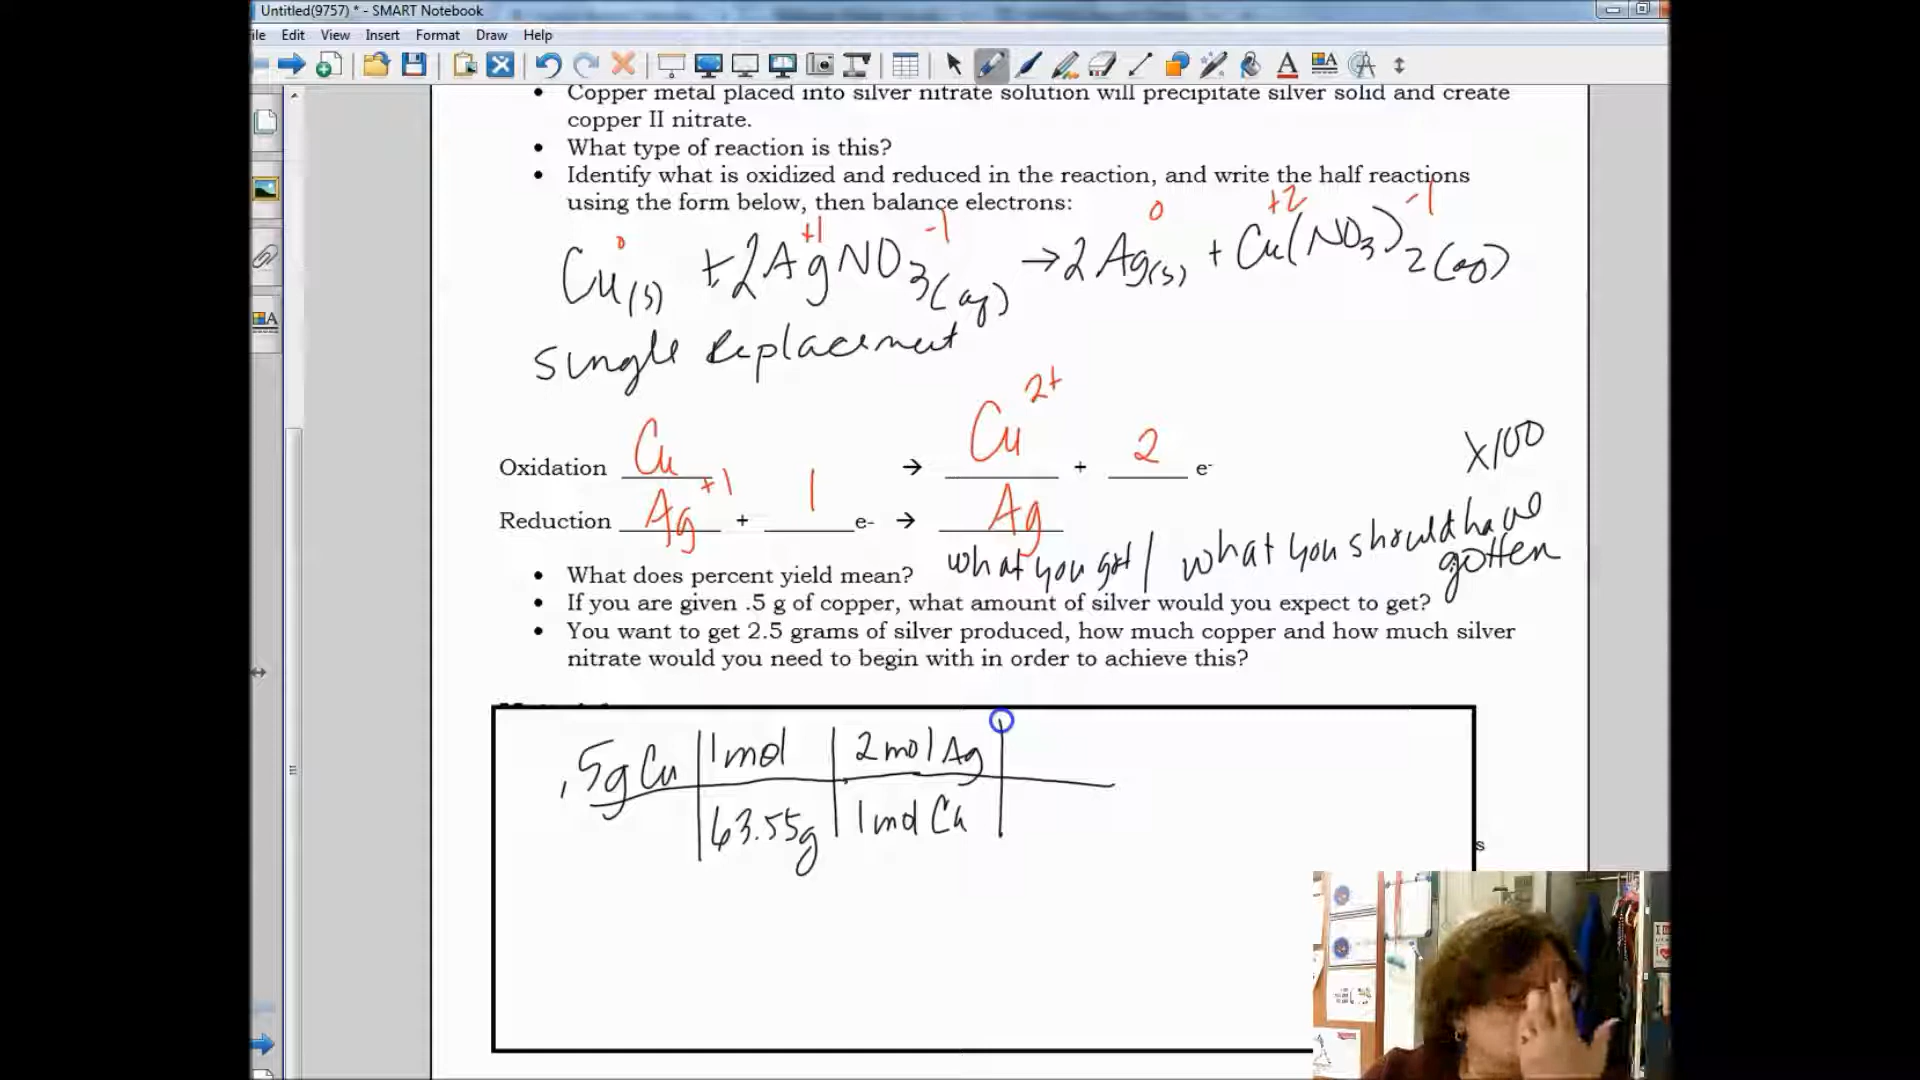 Untitled(9757) * - SMART Notebook
ile Edit View Insert Format Draw Help
• Copper metal placed into silver nitrate solution will precipitate silver solid and create
copper II nitrate.
• What type of reaction is this?
• Identify what is oxidized and reduced in the reaction, and write the half reactions
using the form below, then balance electrons:
0 +1 -1 0 +2 -1
Cu(s) + 2AgNO3(aq) → 2Ag(s) + Cu(NO3)2(aq)
Single Replacement
Oxidation Cu → Cu 2+ + 2 e-
x100
Reduction Ag +1 + 1 e- → Ag
• What does percent yield mean? what you got / what you should have
gotten
• If you are given .5 g of copper, what amount of silver would you expect to get?
• You want to get 2.5 grams of silver produced, how much copper and how much silver
nitrate would you need to begin with in order to achieve this?
.5g Cu | 1 mol | 2 mol Ag |
63.55g | 1 mol Cu |
s